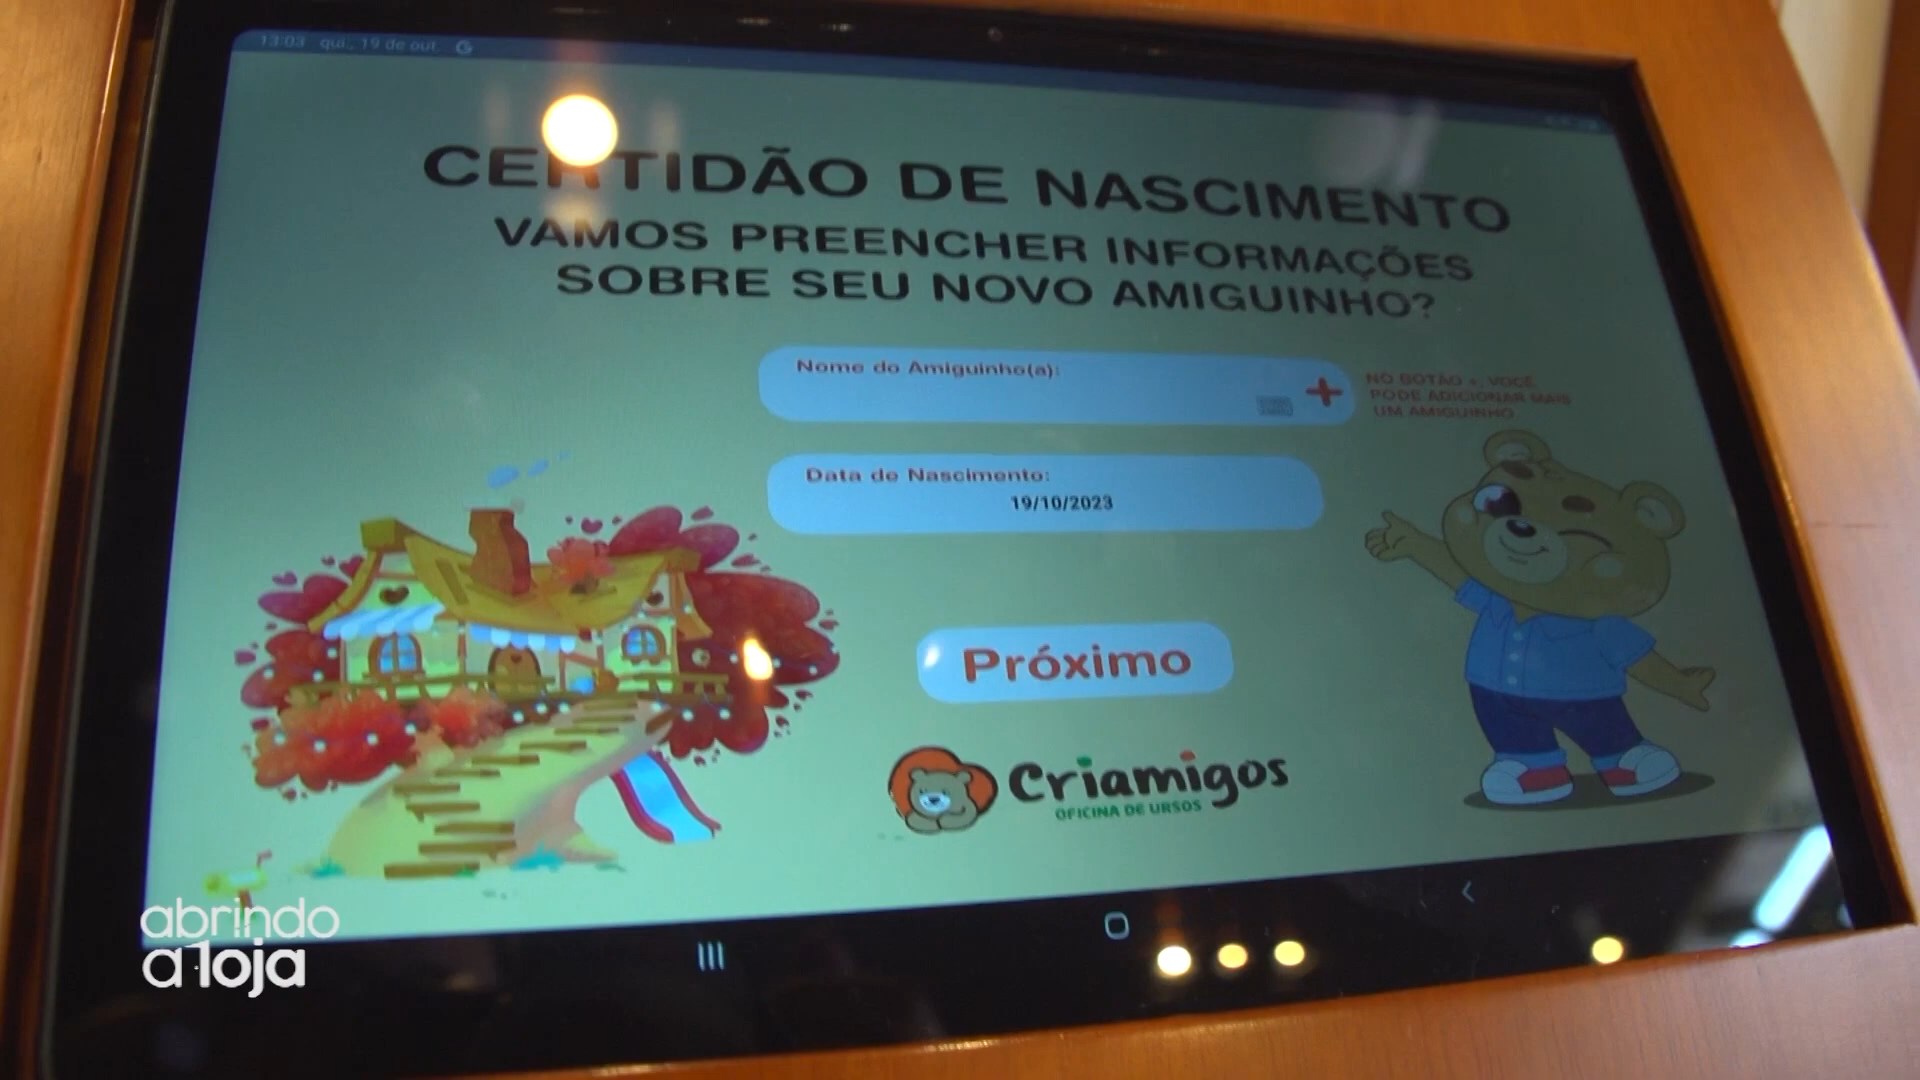 13:03 qui., 19 de out.
CERTIDÃO DE NASCIMENTO
VAMOS PREENCHER INFORMAÇÕES
SOBRE SEU NOVO AMIGUINHO?
Nome do Amiguinho(a):
NO BOTÃO +, VOCÊ
PODE ADICIONAR MAIS
UM AMIGUINHO
Data de Nascimento:
19/10/2023
Próximo
Criamigos
OFICINA DE URSOS
abrindo
a loja